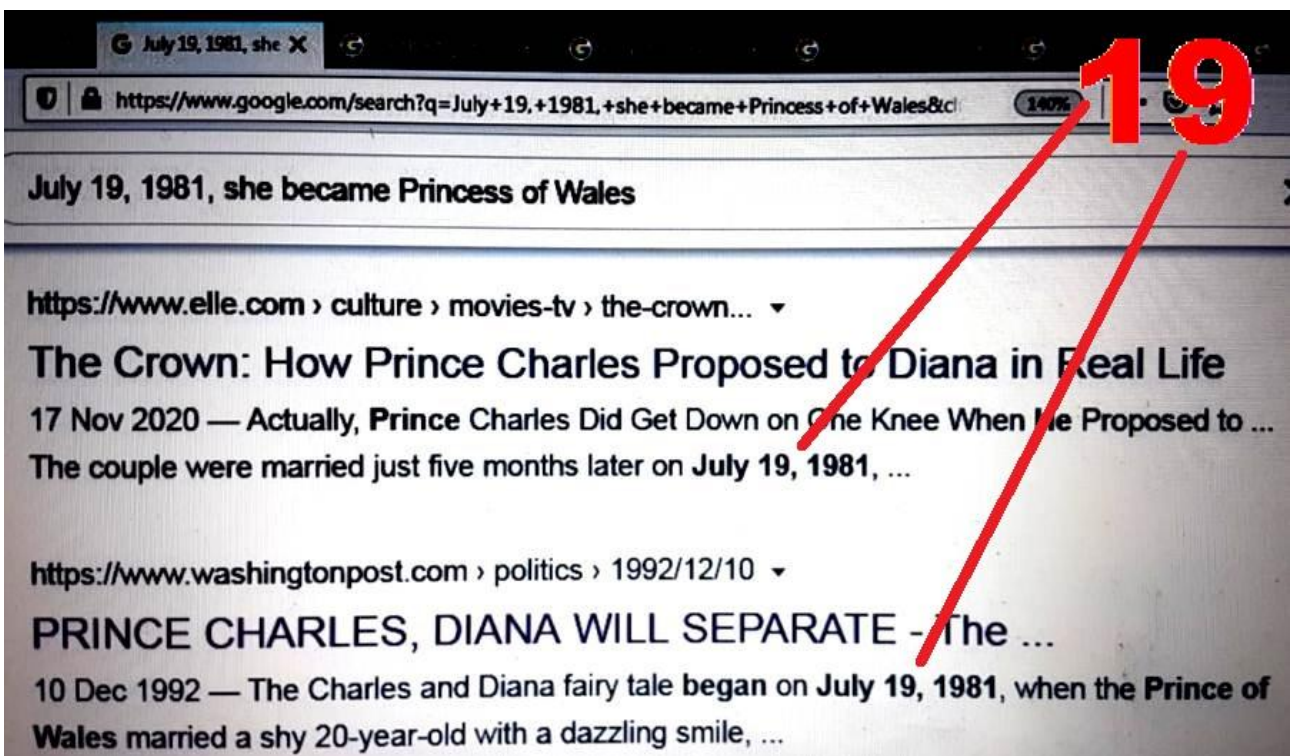 July 19, 1981, she
19
https://www.google.com/search?q=July+19,+1981,+she+became+Princess+of+Wales&cl
140%
July 19, 1981, she became Princess of Wales
https://www.elle.com › culture › movies-tv › the-crown...
The Crown: How Prince Charles Proposed to Diana in Real Life
17 Nov 2020 — Actually, Prince Charles Did Get Down on One Knee When He Proposed to ...
The couple were married just five months later on July 19, 1981, ...
https://www.washingtonpost.com › politics › 1992/12/10
PRINCE CHARLES, DIANA WILL SEPARATE - The ...
10 Dec 1992 — The Charles and Diana fairy tale began on July 19, 1981, when the Prince of
Wales married a shy 20-year-old with a dazzling smile, ...